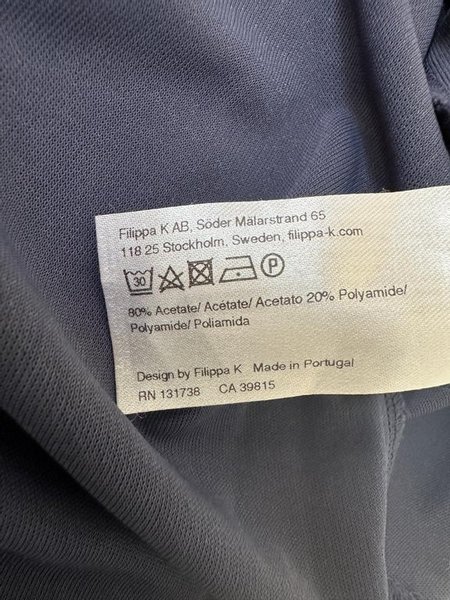 Filippa K AB, Söder Mälarstrand 65
118 25 Stockholm, Sweden, filippa-k.com
30 P
80% Acetate/ Acétate/ Acetato 20% Polyamide/
Polyamide/ Poliamida
Design by Filippa K Made in Portugal
RN 131738 CA 39815